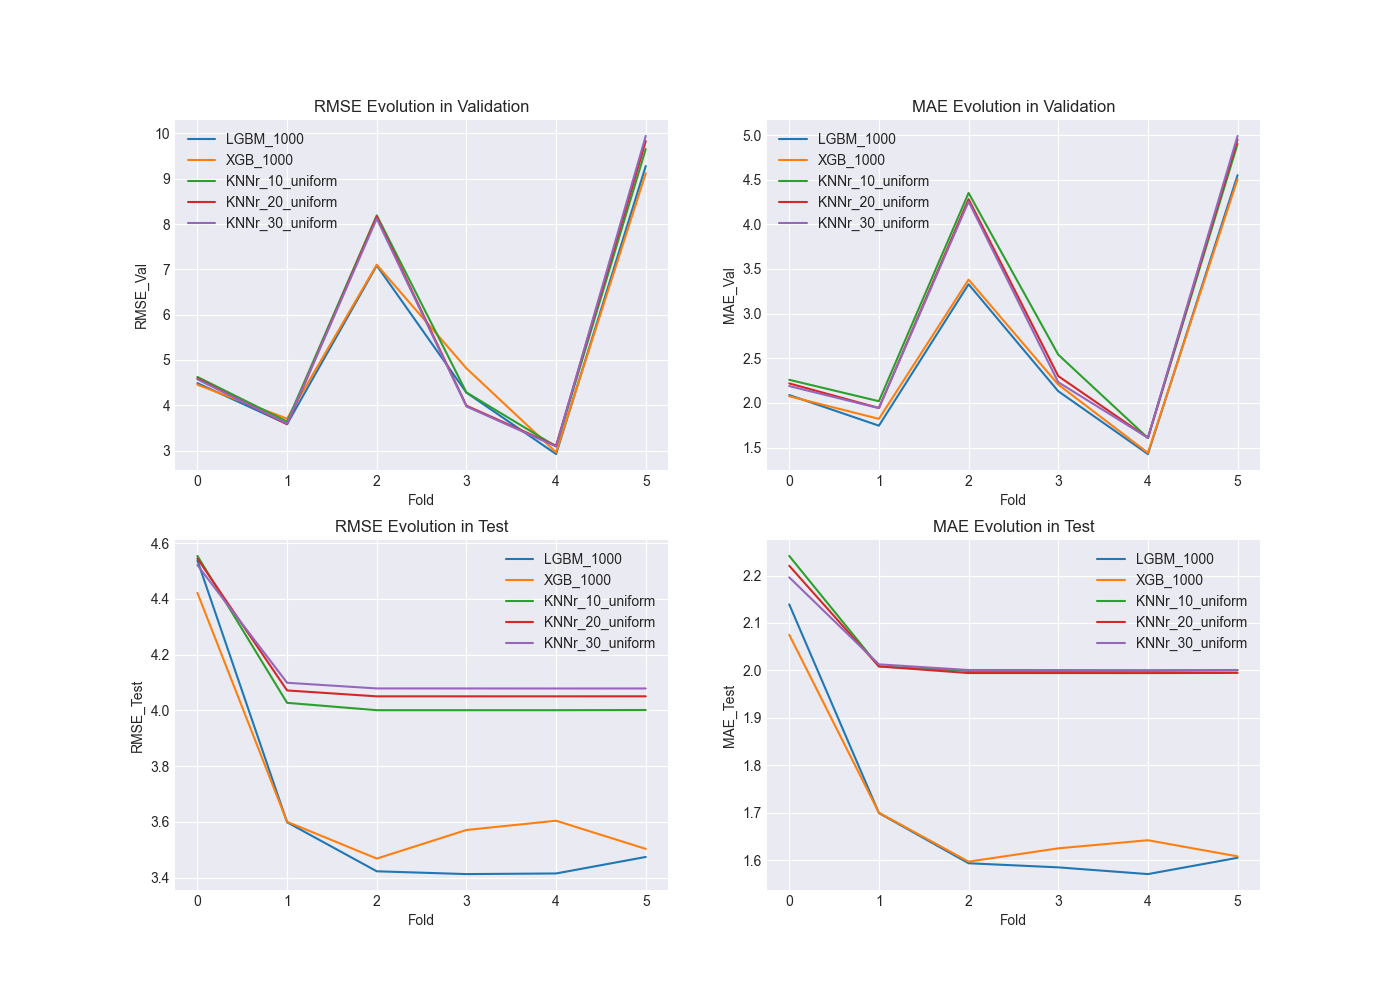 RMSE Evolution in Validation
RMSE_Val
10
9
8
7
6
5
4
3
LGBM_1000
XGB_1000
KNNr_10_uniform
KNNr_20_uniform
KNNr_30_uniform
0 1 2 3 4 5
Fold
MAE Evolution in Validation
MAE_Val
5.0
4.5
4.0
3.5
3.0
2.5
2.0
1.5
LGBM_1000
XGB_1000
KNNr_10_uniform
KNNr_20_uniform
KNNr_30_uniform
0 1 2 3 4 5
Fold
RMSE Evolution in Test
RMSE_Test
4.6
4.4
4.2
4.0
3.8
3.6
3.4
LGBM_1000
XGB_1000
KNNr_10_uniform
KNNr_20_uniform
KNNr_30_uniform
0 1 2 3 4 5
Fold
MAE Evolution in Test
MAE_Test
2.2
2.1
2.0
1.9
1.8
1.7
1.6
LGBM_1000
XGB_1000
KNNr_10_uniform
KNNr_20_uniform
KNNr_30_uniform
0 1 2 3 4 5
Fold